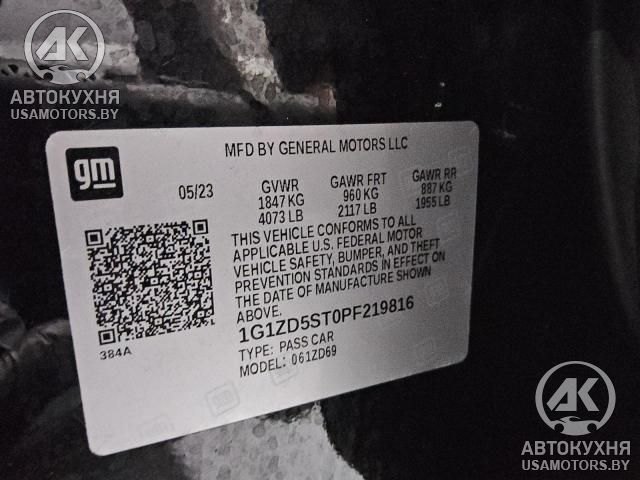 AK
АВТОКУХНЯ
USAMOTORS.BY
gm
MFD BY GENERAL MOTORS LLC
05/23
GVWR GAWR FRT GAWR RR
1847 KG 960 KG 887 KG
4073 LB 2117 LB 1955 LB
THIS VEHICLE CONFORMS TO ALL
APPLICABLE U.S. FEDERAL MOTOR
VEHICLE SAFETY, BUMPER, AND THEFT
PREVENTION STANDARDS IN EFFECT ON
THE DATE OF MANUFACTURE SHOWN
ABOVE.
1G1ZD5ST0PF219816
TYPE: PASS CAR
MODEL: 061ZD69
384A
AK
АВТОКУХНЯ
USAMOTORS.BY